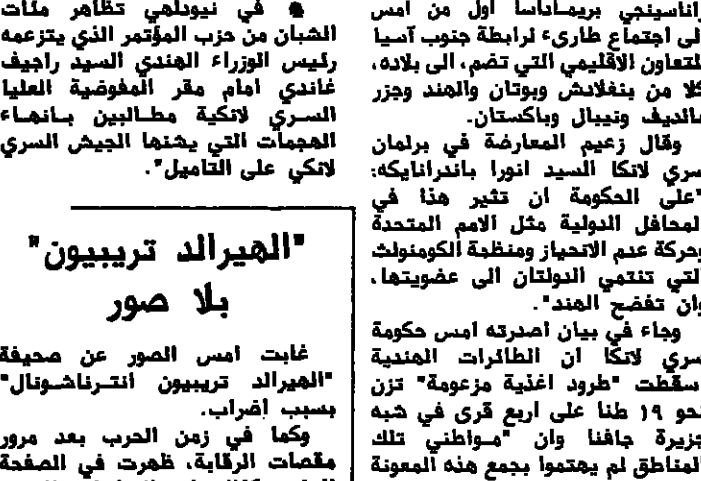 راناسينجي بريماداسا اول من امس
الى اجتماع طارىء لرابطة جنوب آسيا
للتعاون الاقليمي التي تضم، الى بلاده،
كلا من بنغلادش وبوتان والهند وجزر
مالديف ونيبال وباكستان.
وقال زعيم المعارضة في برلمان
سري لانكا السيد انورا باندرانايكه:
"على الحكومة ان تثير هذا في
المحافل الدولية مثل الامم المتحدة
وحركة عدم الانحياز ومنظمة الكومنولث
التي تنتمي الدولتان الى عضويتها،
وان تفضح الهند".
وجاء في بيان اصدرته امس حكومة
سري لانكا ان الطائرات الهندية
اسقطت "طرود اغذية مزعومة" تزن
نحو ١٩ طنا على اربع قرى في شبه
جزيرة جافنا وان "مواطني تلك
المناطق لم يهتموا بجمع هذه المعونة
● في نيودلهي تظاهر مئات
الشبان من حزب المؤتمر الذي يتزعمه
رئيس الوزراء الهندي السيد راجيف
غاندي امام مقر المفوضية العليا
السري لانكية مطالبين بانهاء
الهجمات التي يشنها الجيش السري
لانكي على التاميل".
"الهيرالد تريبيون"
بلا صور
غابت امس الصور عن صحيفة
"الهيرالد تريبيون انترناشونال"
بسبب اضراب.
وكما في زمن الحرب بعد مرور
مقصات الرقابة، ظهرت في الصفحة